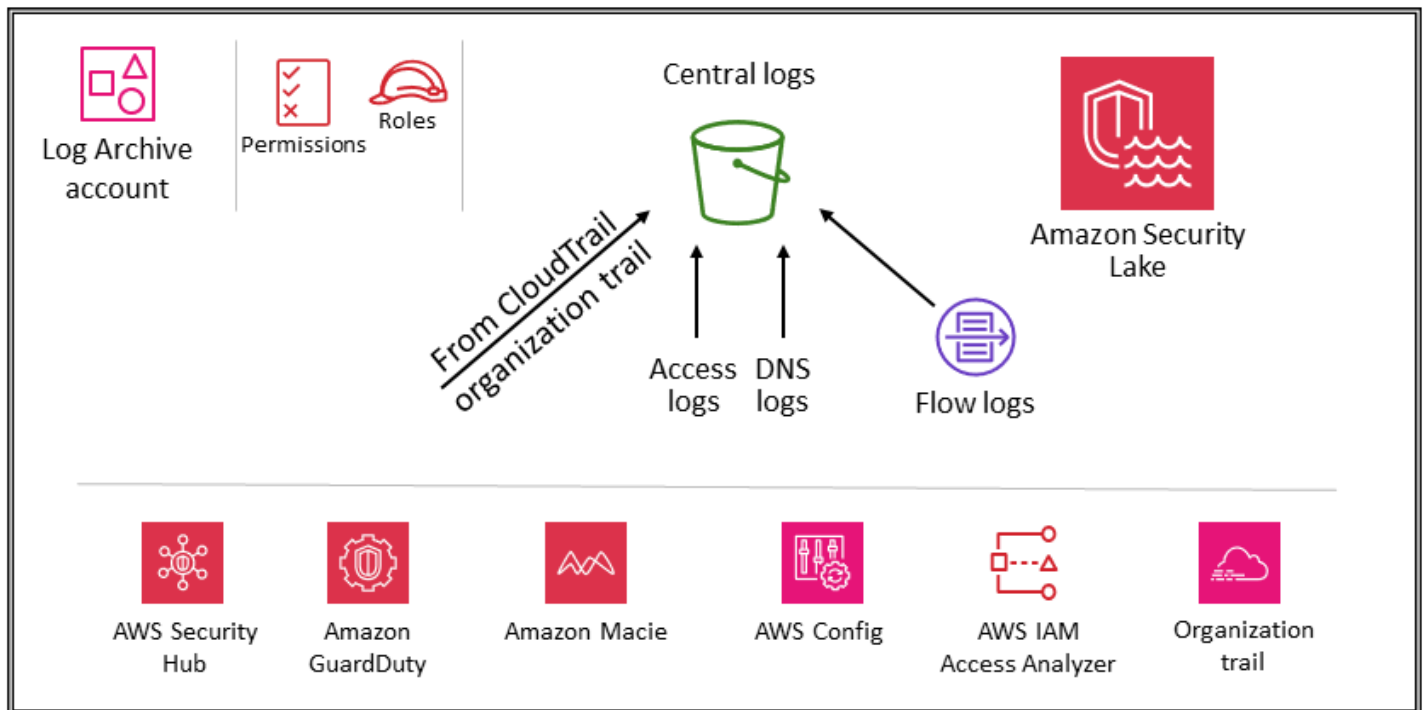 Log Archive
account
Permissions
Roles
Central logs
Amazon Security
Lake
From CloudTrail
organization trail
Access
logs
DNS
logs
Flow logs
AWS Security
Hub
Amazon
GuardDuty
Amazon Macie
AWS Config
AWS IAM
Access Analyzer
Organization
trail